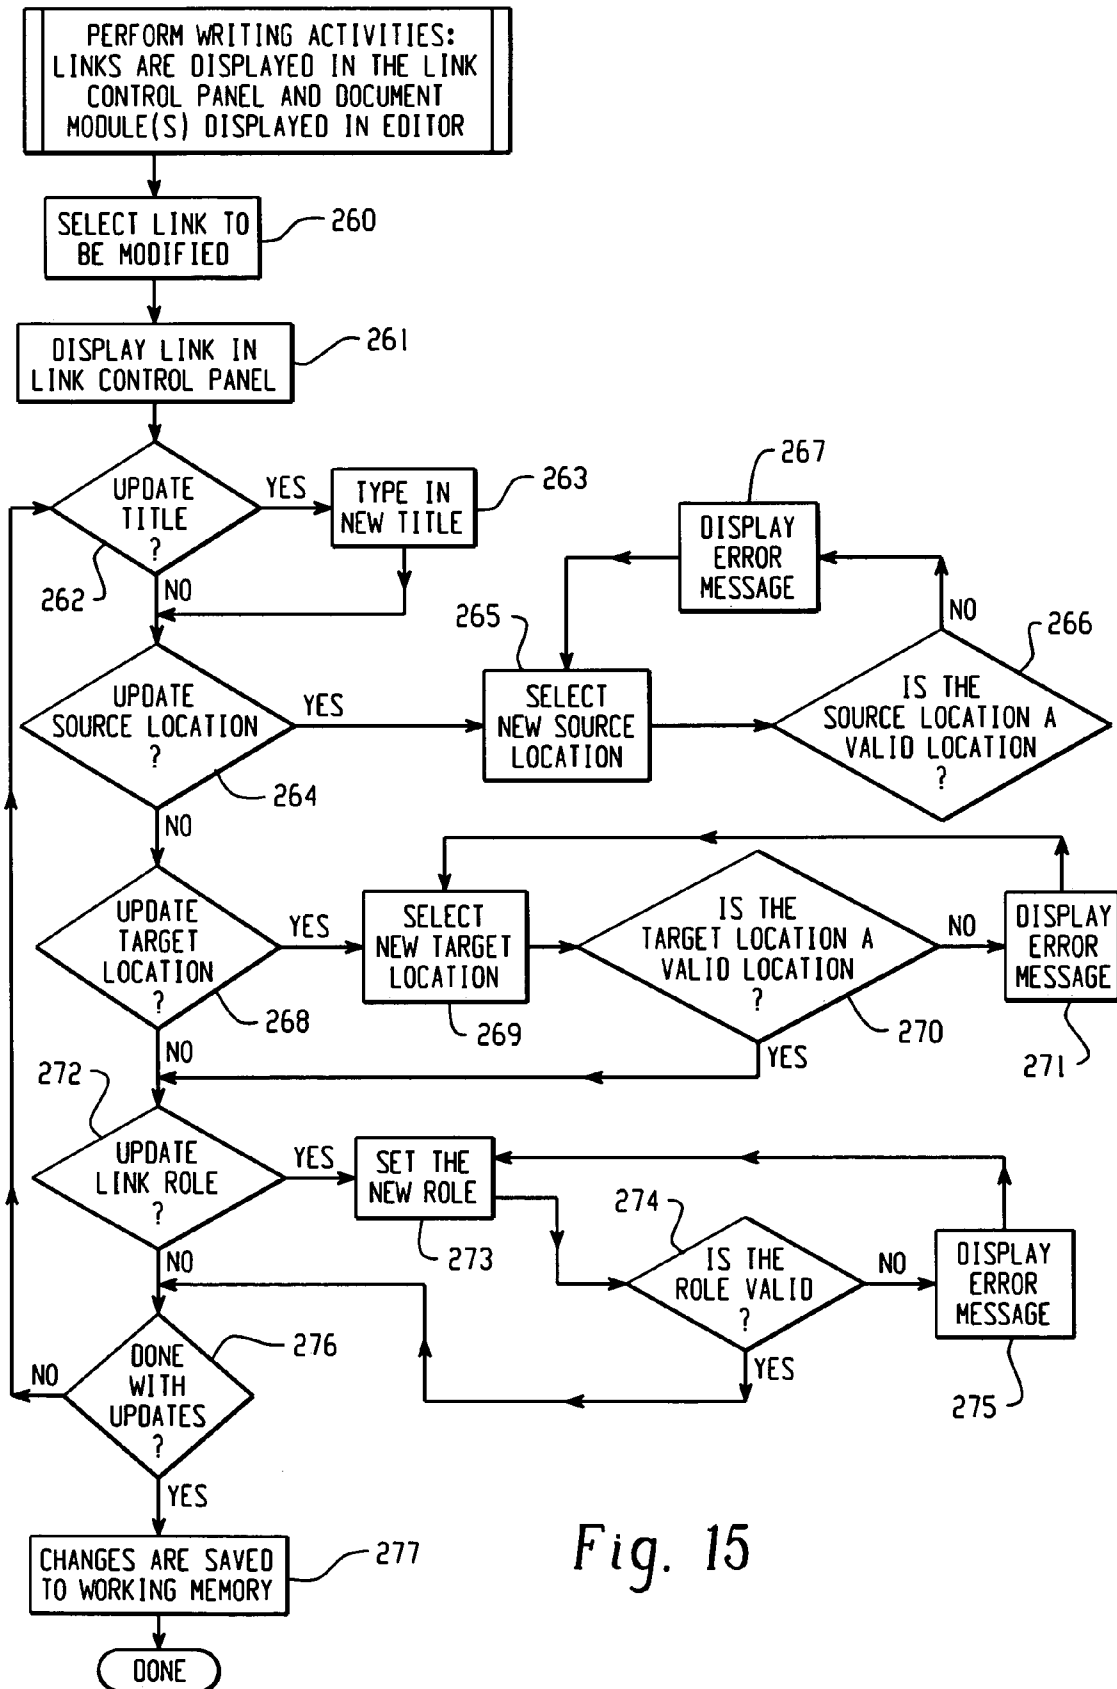 PERFORM WRITING ACTIVITIES:
LINKS ARE DISPLAYED IN THE LINK
CONTROL PANEL AND DOCUMENT
MODULE(S) DISPLAYED IN EDITOR
SELECT LINK TO
BE MODIFIED
260
DISPLAY LINK IN
LINK CONTROL PANEL
261
UPDATE
TITLE
?
262
YES
NO
TYPE IN
NEW TITLE
263
UPDATE
SOURCE LOCATION
?
264
YES
NO
265
SELECT
NEW SOURCE
LOCATION
267
DISPLAY
ERROR
MESSAGE
NO
266
IS THE
SOURCE LOCATION A
VALID LOCATION
?
UPDATE
TARGET
LOCATION
?
268
YES
NO
SELECT
NEW TARGET
LOCATION
269
IS THE
TARGET LOCATION A
VALID LOCATION
?
270
NO
YES
DISPLAY
ERROR
MESSAGE
271
272
UPDATE
LINK ROLE
?
YES
NO
SET THE
NEW ROLE
273
274
IS THE
ROLE VALID
?
NO
YES
DISPLAY
ERROR
MESSAGE
275
276
DONE
WITH
UPDATES
?
NO
YES
CHANGES ARE SAVED
TO WORKING MEMORY
277
DONE
Fig. 15